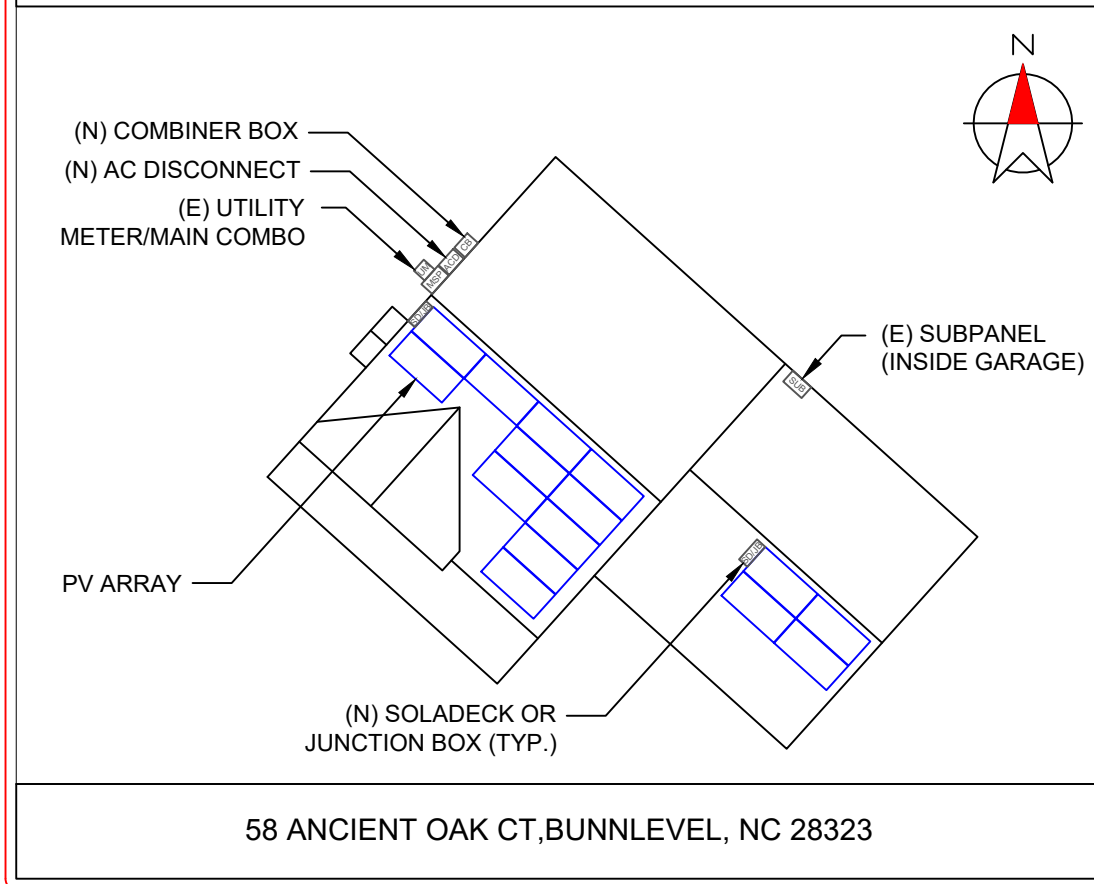 N
(N) COMBINER BOX
(N) AC DISCONNECT
(E) UTILITY
METER/MAIN COMBO
CB
ACD
UM
MSP
SD/JB
(E) SUBPANEL
(INSIDE GARAGE)
SUB
SD/JB
PV ARRAY
(N) SOLADECK OR
JUNCTION BOX (TYP.)
58 ANCIENT OAK CT,BUNNLEVEL, NC 28323